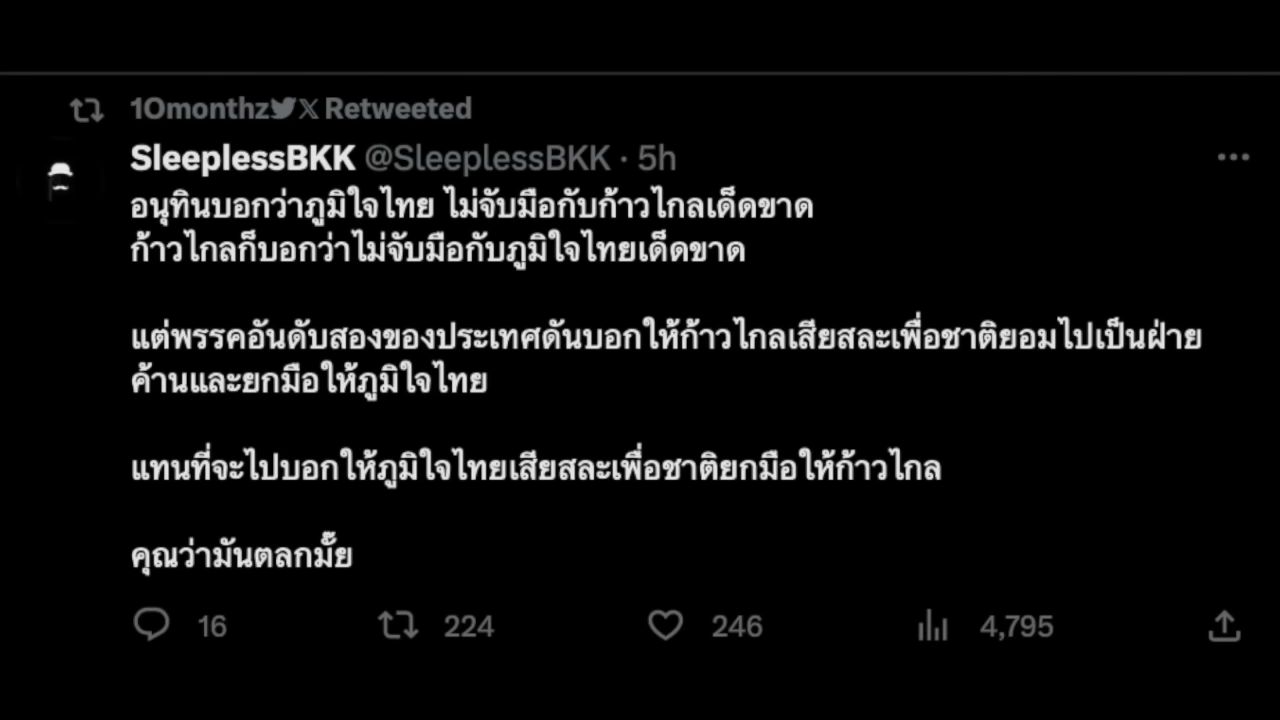 10monthz Retweeted
SleeplessBKK @SleeplessBKK · 5h
อนุทินบอกว่าภูมิใจไทย ไม่จับมือกับก้าวไกลเด็ดขาด
ก้าวไกลก็บอกว่าไม่จับมือกับภูมิใจไทยเด็ดขาด
แต่พรรคอันดับสองของประเทศดันบอกให้ก้าวไกลเสียสละเพื่อชาติยอมไปเป็นฝ่าย
ค้านและยกมือให้ภูมิใจไทย
แทนที่จะไปบอกให้ภูมิใจไทยเสียสละเพื่อชาติยกมือให้ก้าวไกล
คุณว่ามันตลกมั๊ย
16 224 246 4,795